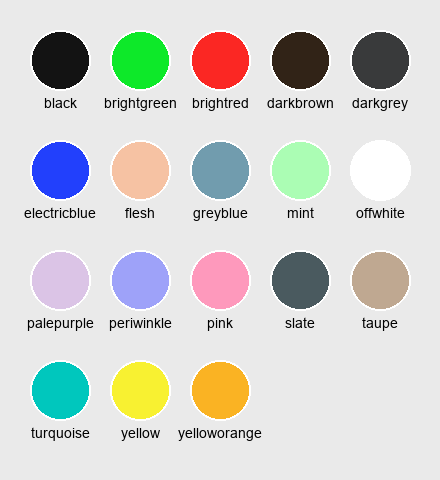 black brightgreen brightred darkbrown darkgrey
electricblue flesh greyblue mint offwhite
palepurple periwinkle pink slate taupe
turquoise yellow yelloworange